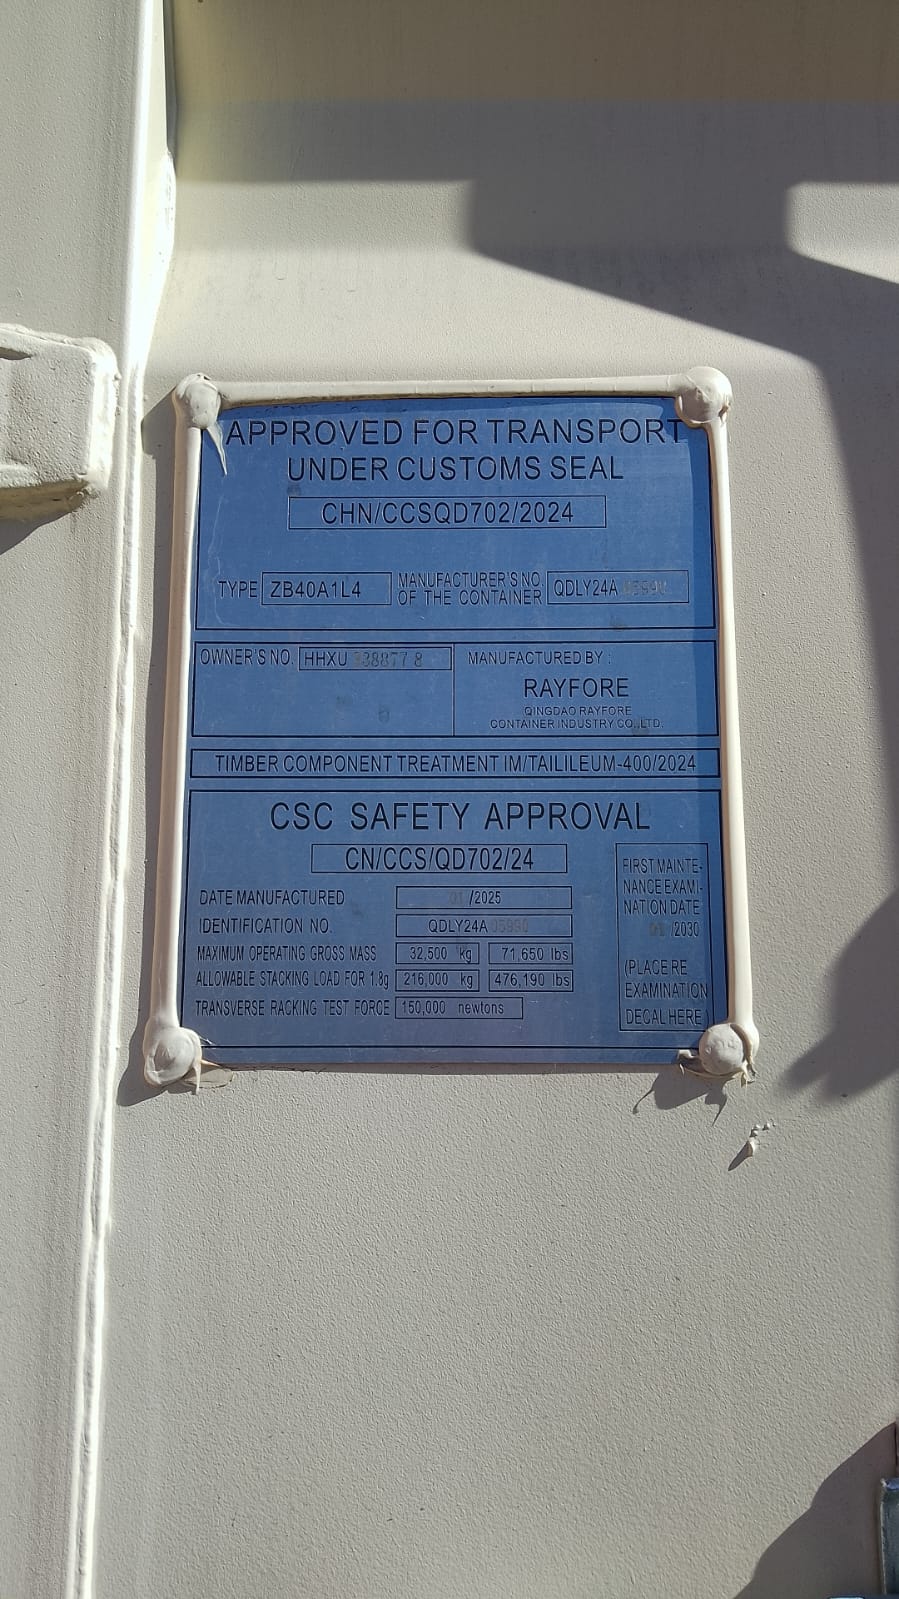 APPROVED FOR TRANSPORT
UNDER CUSTOMS SEAL
CHN/CCSQD702/2024
TYPE ZB40A1L4 MANUFACTURER'S NO. OF THE CONTAINER QDLY24A
OWNER'S NO. HHXU
MANUFACTURED BY :
RAYFORE
QINGDAO RAYFORE
CONTAINER INDUSTRY CO.,LTD.
TIMBER COMPONENT TREATMENT IM/TAILILEUM-400/2024
CSC SAFETY APPROVAL
CN/CCS/QD702/24
DATE MANUFACTURED 01/2025
IDENTIFICATION NO. QDLY24A
MAXIMUM OPERATING GROSS MASS 32,500 kg 71,650 lbs
ALLOWABLE STACKING LOAD FOR 1.8g 216,000 kg 476,190 lbs
TRANSVERSE RACKING TEST FORCE 150,000 newtons
FIRST MAINTE-
NANCE EXAMI-
NATION DATE
/2030
(PLACE RE
EXAMINATION
DECAL HERE)